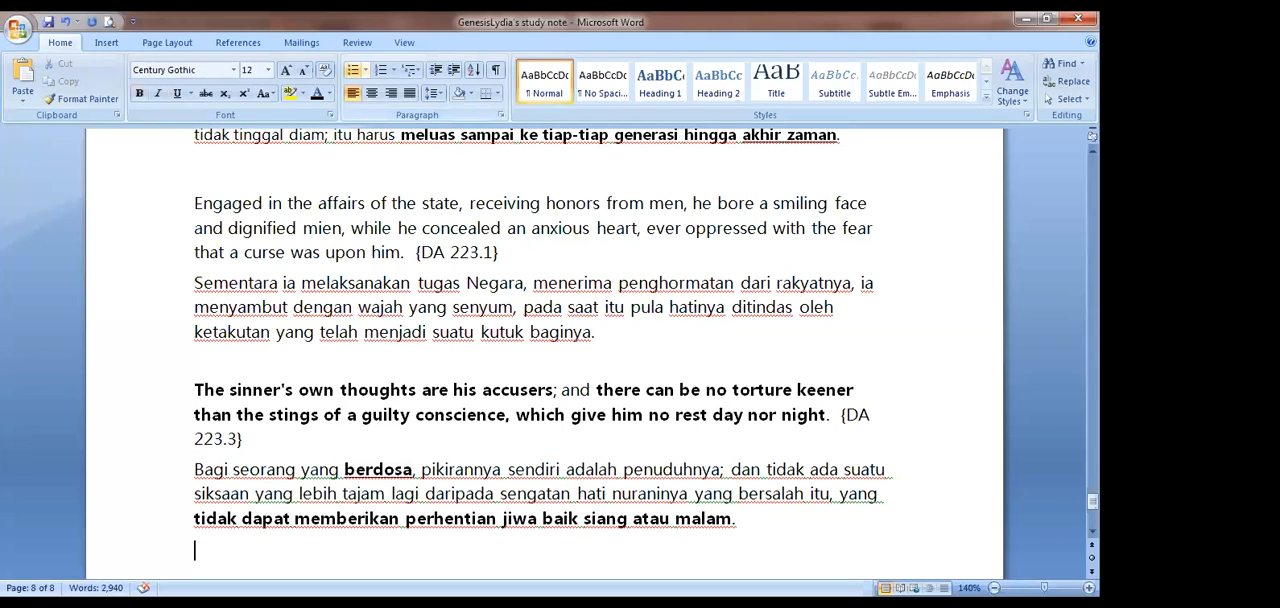 GenesisLydia's study note - Microsoft Word
Home Insert Page Layout References Mailings Review View
Paste
Cut
Copy
Format Painter
Clipboard
Century Gothic 12
B I U abc x₂ x² Aa
Font
Paragraph
AaBbCcDc AaBbCcDc AaBbC AaBbCc AaB AaBbCc. AaBbCcDc AaBbCcDc
¶ Normal ¶ No Spaci... Heading 1 Heading 2 Title Subtitle Subtle Em... Emphasis
Change
Styles
Styles
Find
Replace
Select
Editing
tidak tinggal diam; itu harus meluas sampai ke tiap-tiap generasi hingga akhir zaman.
Engaged in the affairs of the state, receiving honors from men, he bore a smiling face
and dignified mien, while he concealed an anxious heart, ever oppressed with the fear
that a curse was upon him. {DA 223.1}
Sementara ia melaksanakan tugas Negara, menerima penghormatan dari rakyatnya, ia
menyambut dengan wajah yang senyum, pada saat itu pula hatinya ditindas oleh
ketakutan yang telah menjadi suatu kutuk baginya.
The sinner's own thoughts are his accusers; and there can be no torture keener
than the stings of a guilty conscience, which give him no rest day nor night. {DA
223.3}
Bagi seorang yang berdosa, pikirannya sendiri adalah penuduhnya; dan tidak ada suatu
siksaan yang lebih tajam lagi daripada sengatan hati nuraninya yang bersalah itu, yang
tidak dapat memberikan perhentian jiwa baik siang atau malam.
Page: 8 of 8 Words: 2,940 140%